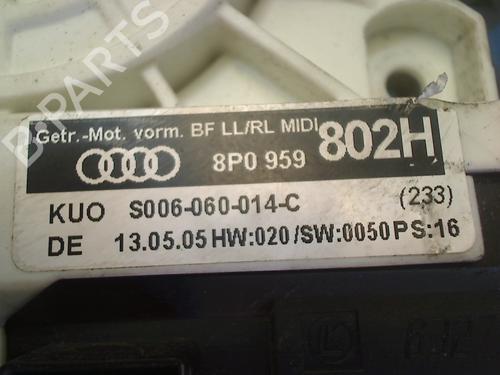 B-PARTS
Getr.-Mot. vorm. BF LL/RL MIDI
8P0 959 802H
KUO S006-060-014-C (233)
DE 13.05.05 HW:020/SW:0050 PS:16